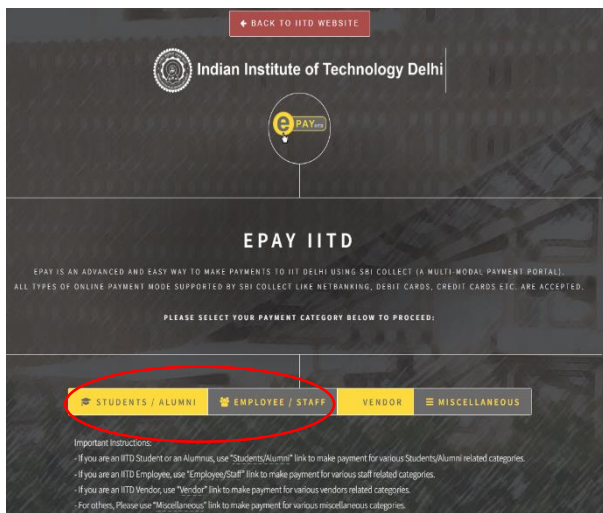 BACK TO IITD WEBSITE
Indian Institute of Technology Delhi
e PAY IITD
EPAY IITD
EPAY IS AN ADVANCED AND EASY WAY TO MAKE PAYMENTS TO IIT DELHI USING SBI COLLECT (A MULTI-MODAL PAYMENT PORTAL).
ALL TYPES OF ONLINE PAYMENT MODE SUPPORTED BY SBI COLLECT LIKE NETBANKING, DEBIT CARDS, CREDIT CARDS ETC. ARE ACCEPTED.
PLEASE SELECT YOUR PAYMENT CATEGORY BELOW TO PROCEED:
STUDENTS / ALUMNI EMPLOYEE / STAFF VENDOR MISCELLANEOUS
Important Instructions:
- If you are an IITD Student or an Alumnus, use "Students/Alumni" link to make payment for various Students/Alumni related categories.
- If you are an IITD Employee, use "Employee/Staff" link to make payment for various staff related categories.
- If you are an IITD Vendor, use "Vendor" link to make payment for various vendors related categories.
- For others, Please use "Miscellaneous" link to make payment for various miscellaneous categories.